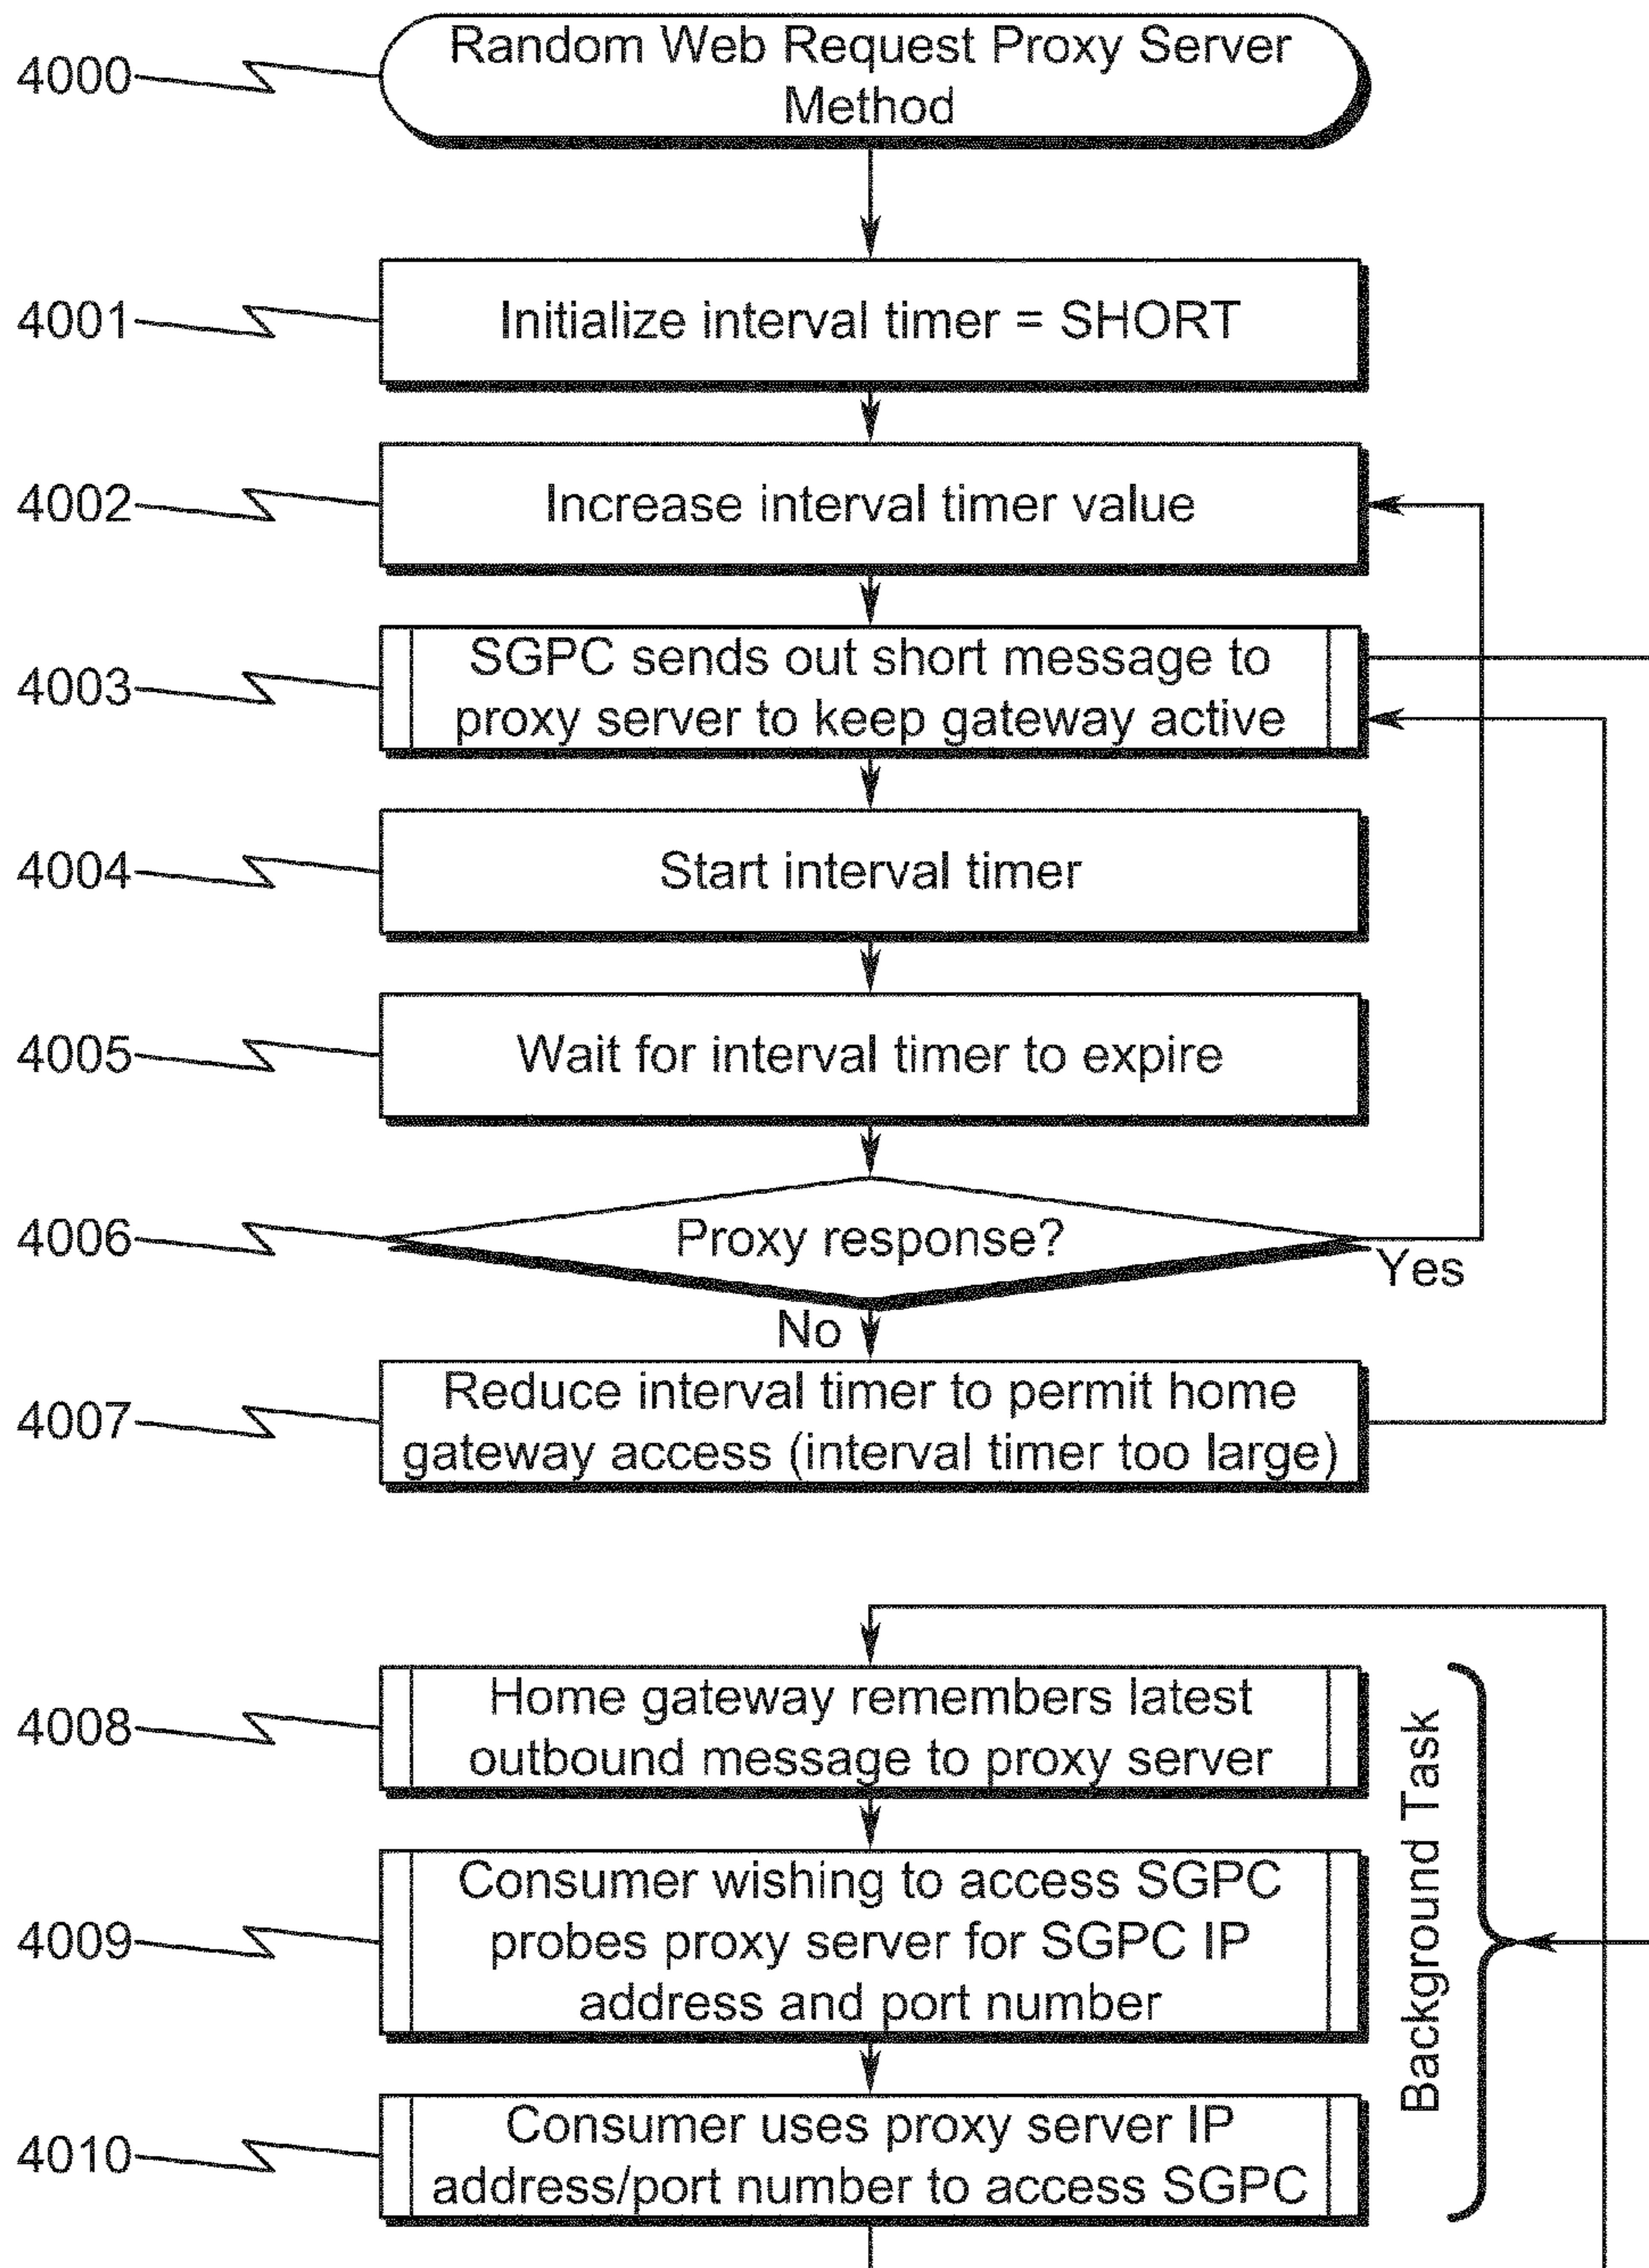 4000
Random Web Request Proxy Server
Method
4001
Initialize interval timer = SHORT
4002
Increase interval timer value
4003
SGPC sends out short message to
proxy server to keep gateway active
4004
Start interval timer
4005
Wait for interval timer to expire
4006
Proxy response?
Yes
No
4007
Reduce interval timer to permit home
gateway access (interval timer too large)
4008
Home gateway remembers latest
outbound message to proxy server
4009
Consumer wishing to access SGPC
probes proxy server for SGPC IP
address and port number
4010
Consumer uses proxy server IP
address/port number to access SGPC
Background Task